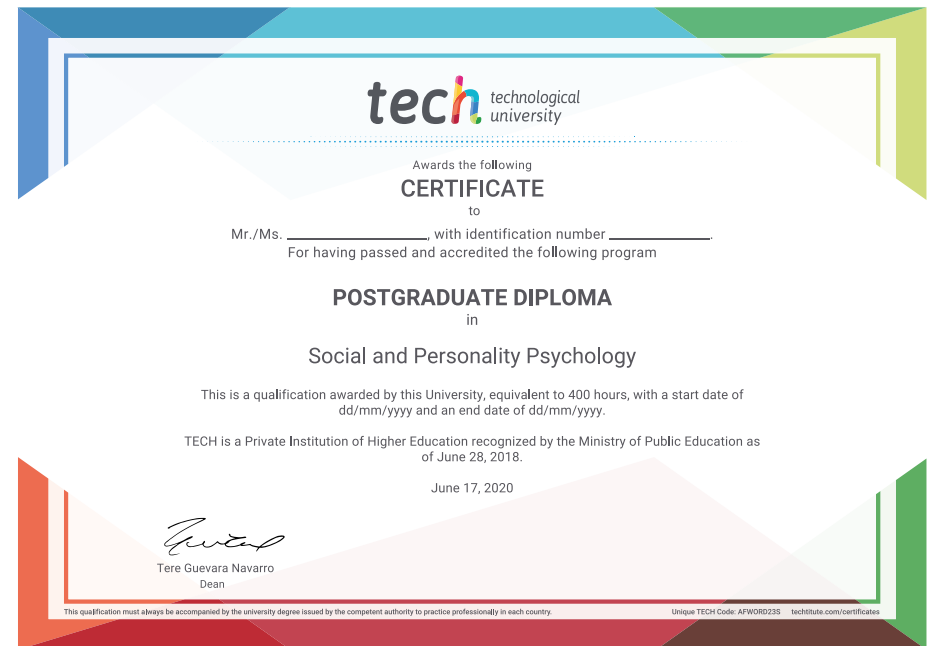 tech technological
university
Awards the following
CERTIFICATE
to
Mr./Ms. ____________________, with identification number ______________.
For having passed and accredited the following program
POSTGRADUATE DIPLOMA
in
Social and Personality Psychology
This is a qualification awarded by this University, equivalent to 400 hours, with a start date of
dd/mm/yyyy and an end date of dd/mm/yyyy.
TECH is a Private Institution of Higher Education recognized by the Ministry of Public Education as
of June 28, 2018.
June 17, 2020
Tere Guevara Navarro
Dean
This qualification must always be accompanied by the university degree issued by the competent authority to practice professionally in each country.
Unique TECH Code: AFWORD23S techtitute.com/certificates